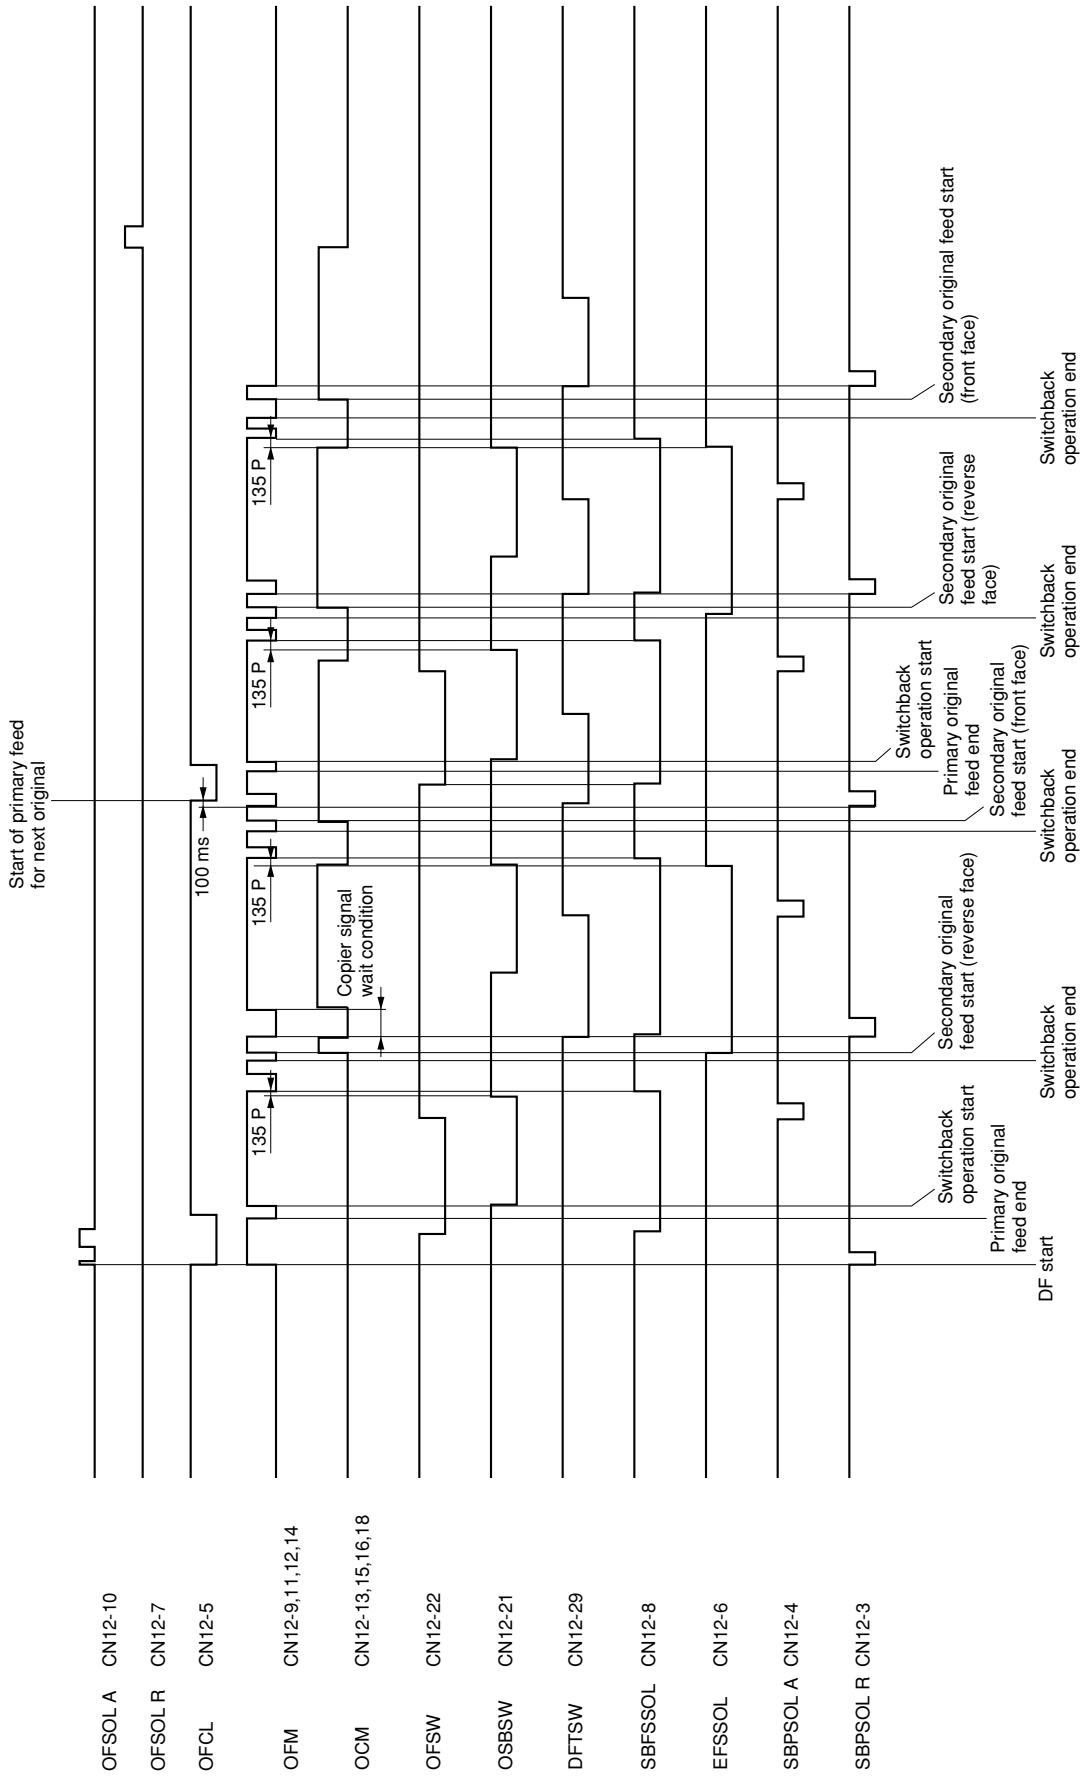 Start of primary feed
for next original
OFSOL A CN12-10
OFSOL R CN12-7
OFCL CN12-5
100 ms
OFM CN12-9,11,12,14
135 P
135 P
135 P
135 P
OCM CN12-13,15,16,18
Copier signal
wait condition
OFSW CN12-22
OSBSW CN12-21
DFTSW CN12-29
SBFSSOL CN12-8
EFSSOL CN12-6
SBPSOL A CN12-4
SBPSOL R CN12-3
DF start
Primary original
feed end
Switchback
operation start
Switchback
operation end
Secondary original
feed start (reverse face)
Switchback
operation end
Secondary original
feed start (front face)
Primary original
feed end
Switchback
operation start
Switchback
operation end
Secondary original
feed start (reverse
face)
Switchback
operation end
Secondary original feed start
(front face)